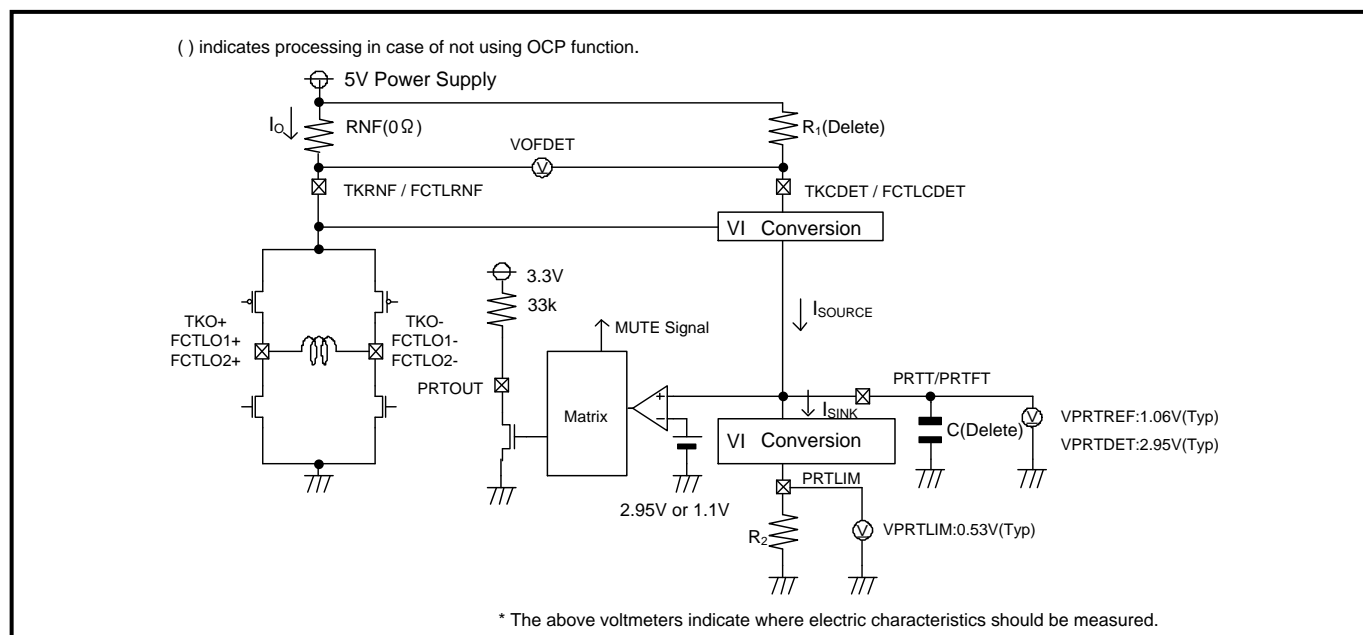 ( ) indicates processing in case of not using OCP function.
5V Power Supply
IO
RNF(0Ω)
R1(Delete)
VOFDET
V
TKRNF / FCTLRNF
TKCDET / FCTLCDET
VI Conversion
3.3V
33k
ISOURCE
TKO+
FCTLO1+
FCTLO2+
TKO-
FCTLO1-
FCTLO2-
MUTE Signal
PRTOUT
Matrix
+
-
PRTT/PRTFT
ISINK
VI Conversion
C(Delete)
V
VPRTREF:1.06V(Typ)
VPRTDET:2.95V(Typ)
PRTLIM
2.95V or 1.1V
R2
V
VPRTLIM:0.53V(Typ)
* The above voltmeters indicate where electric characteristics should be measured.